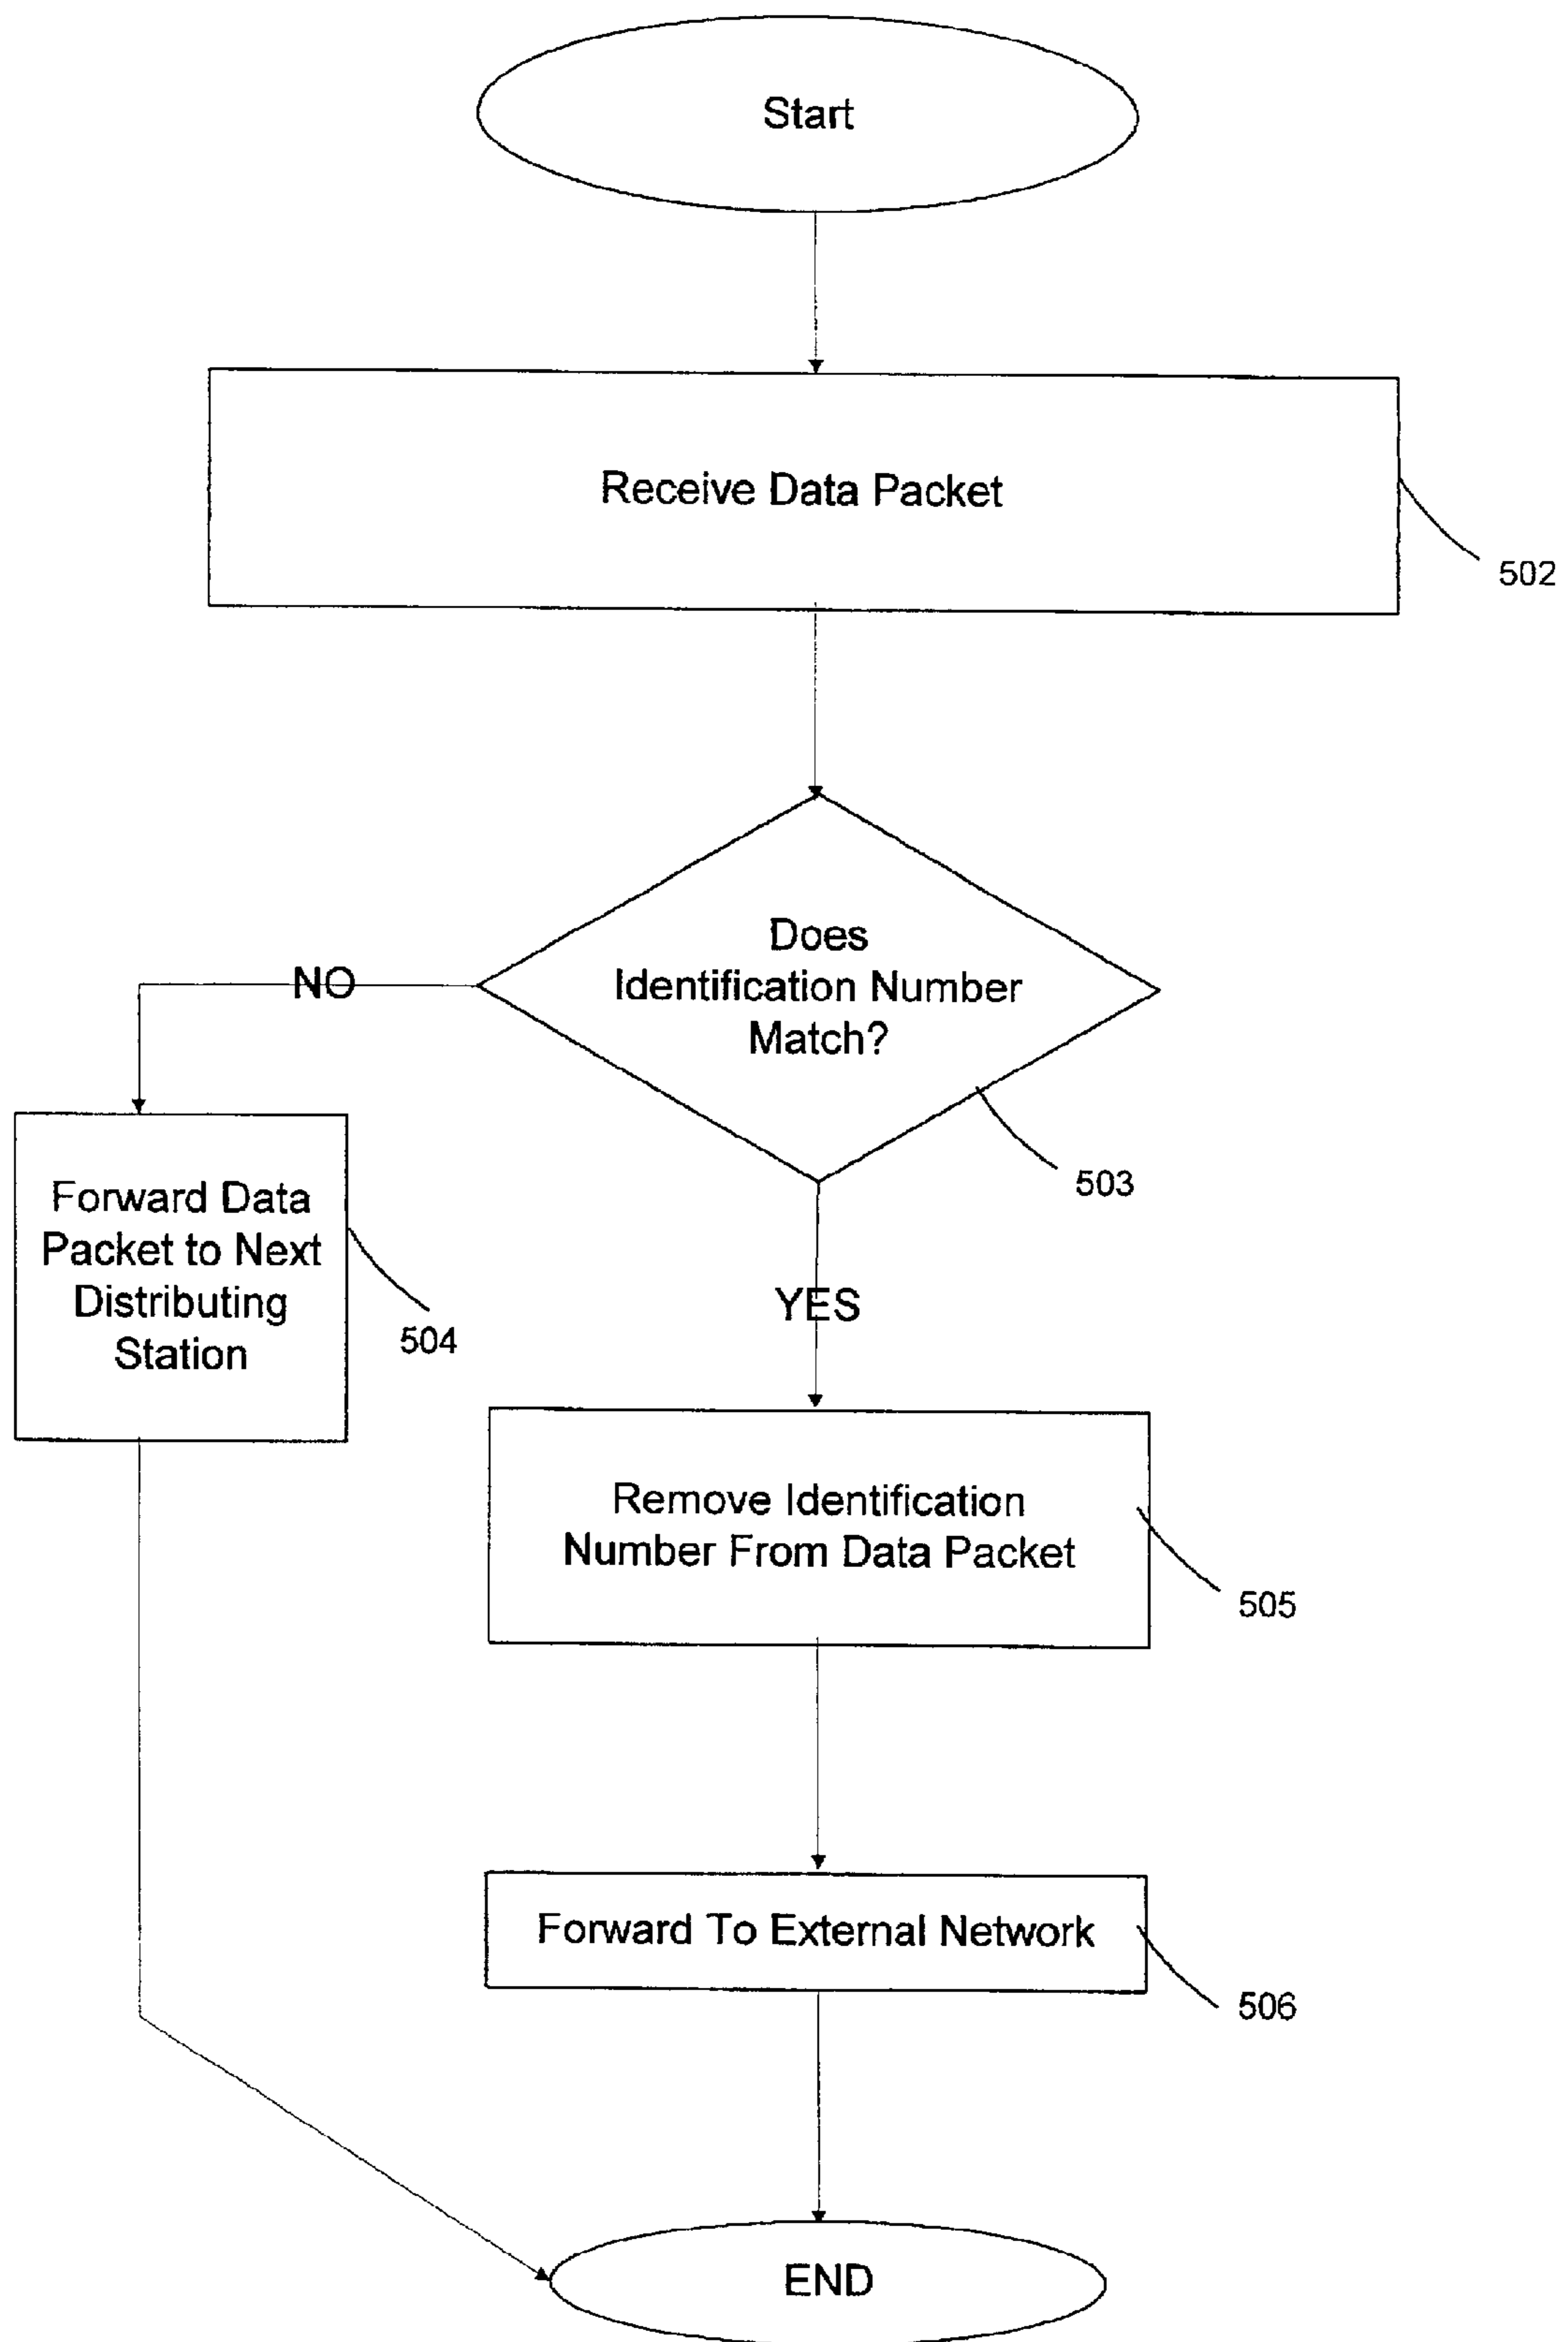 Start
Receive Data Packet
502
Does
Identification Number
Match?
NO
503
Forward Data
Packet to Next
Distributing
Station
504
YES
Remove Identification
Number From Data Packet
505
Forward To External Network
506
END